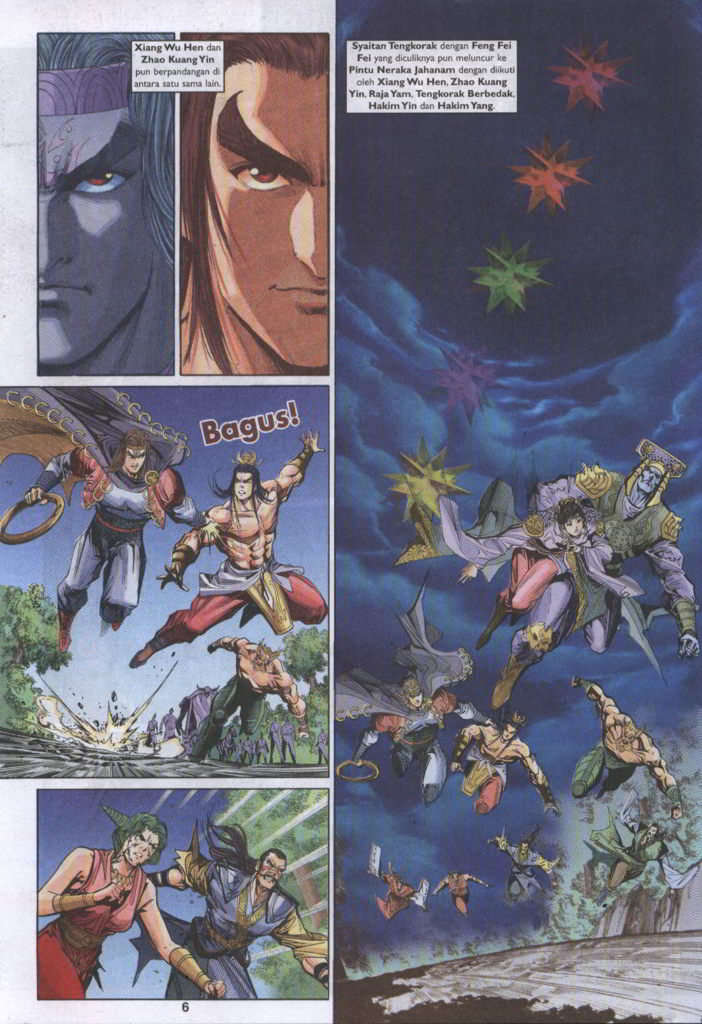 Xiang Wu Hen dan
Zhao Kuang Yin
pun berpandangan di
antara satu sama lain.
Syaitan Tengkorak dengan Feng Fei
Fei yang diculiknya pun meluncur ke
Pintu Neraka Jahanam dengan diikuti
oleh Xiang Wu Hen, Zhao Kuang
Yin, Raja Yam, Tengkorak Berbedak,
Hakim Yin dan Hakim Yang.
Bagus!
6